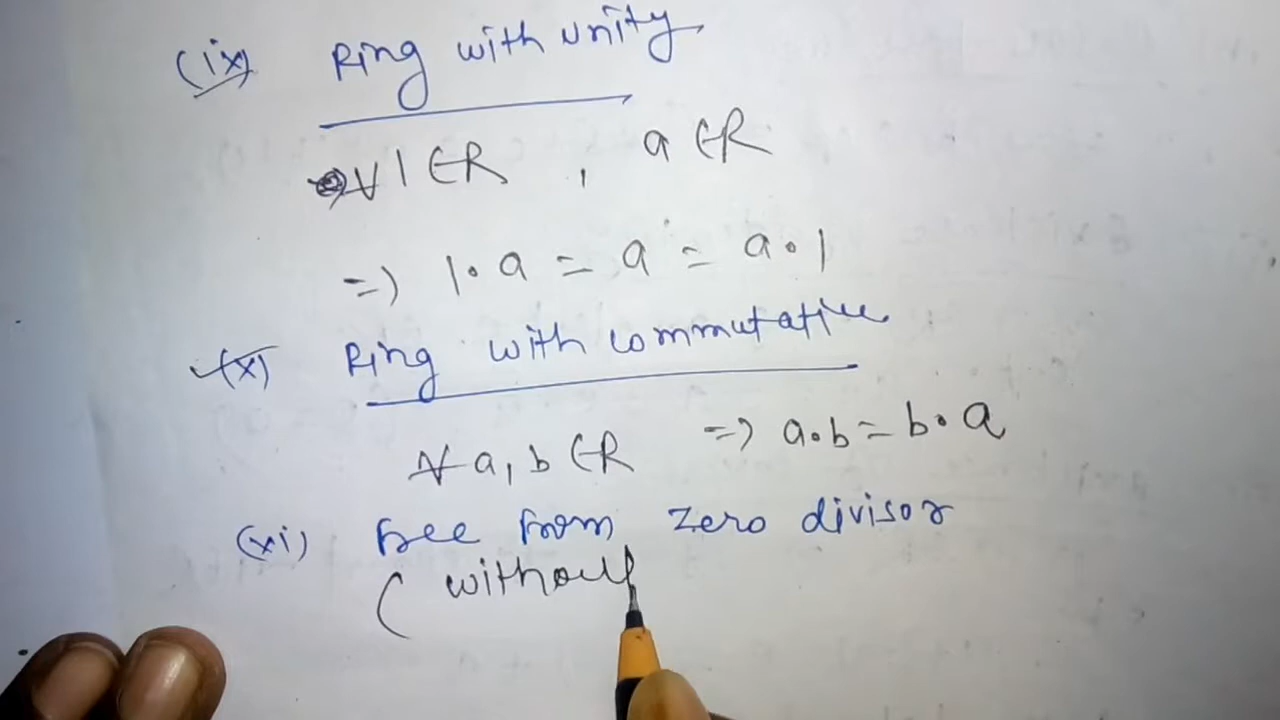 (ix) Ring with unity
∀ 1 ∈ R , a ∈ R
=> 1·a = a = a·1
(x) Ring with commutative
∀ a, b ∈ R => a·b = b·a
(xi) free from zero divisor
( without